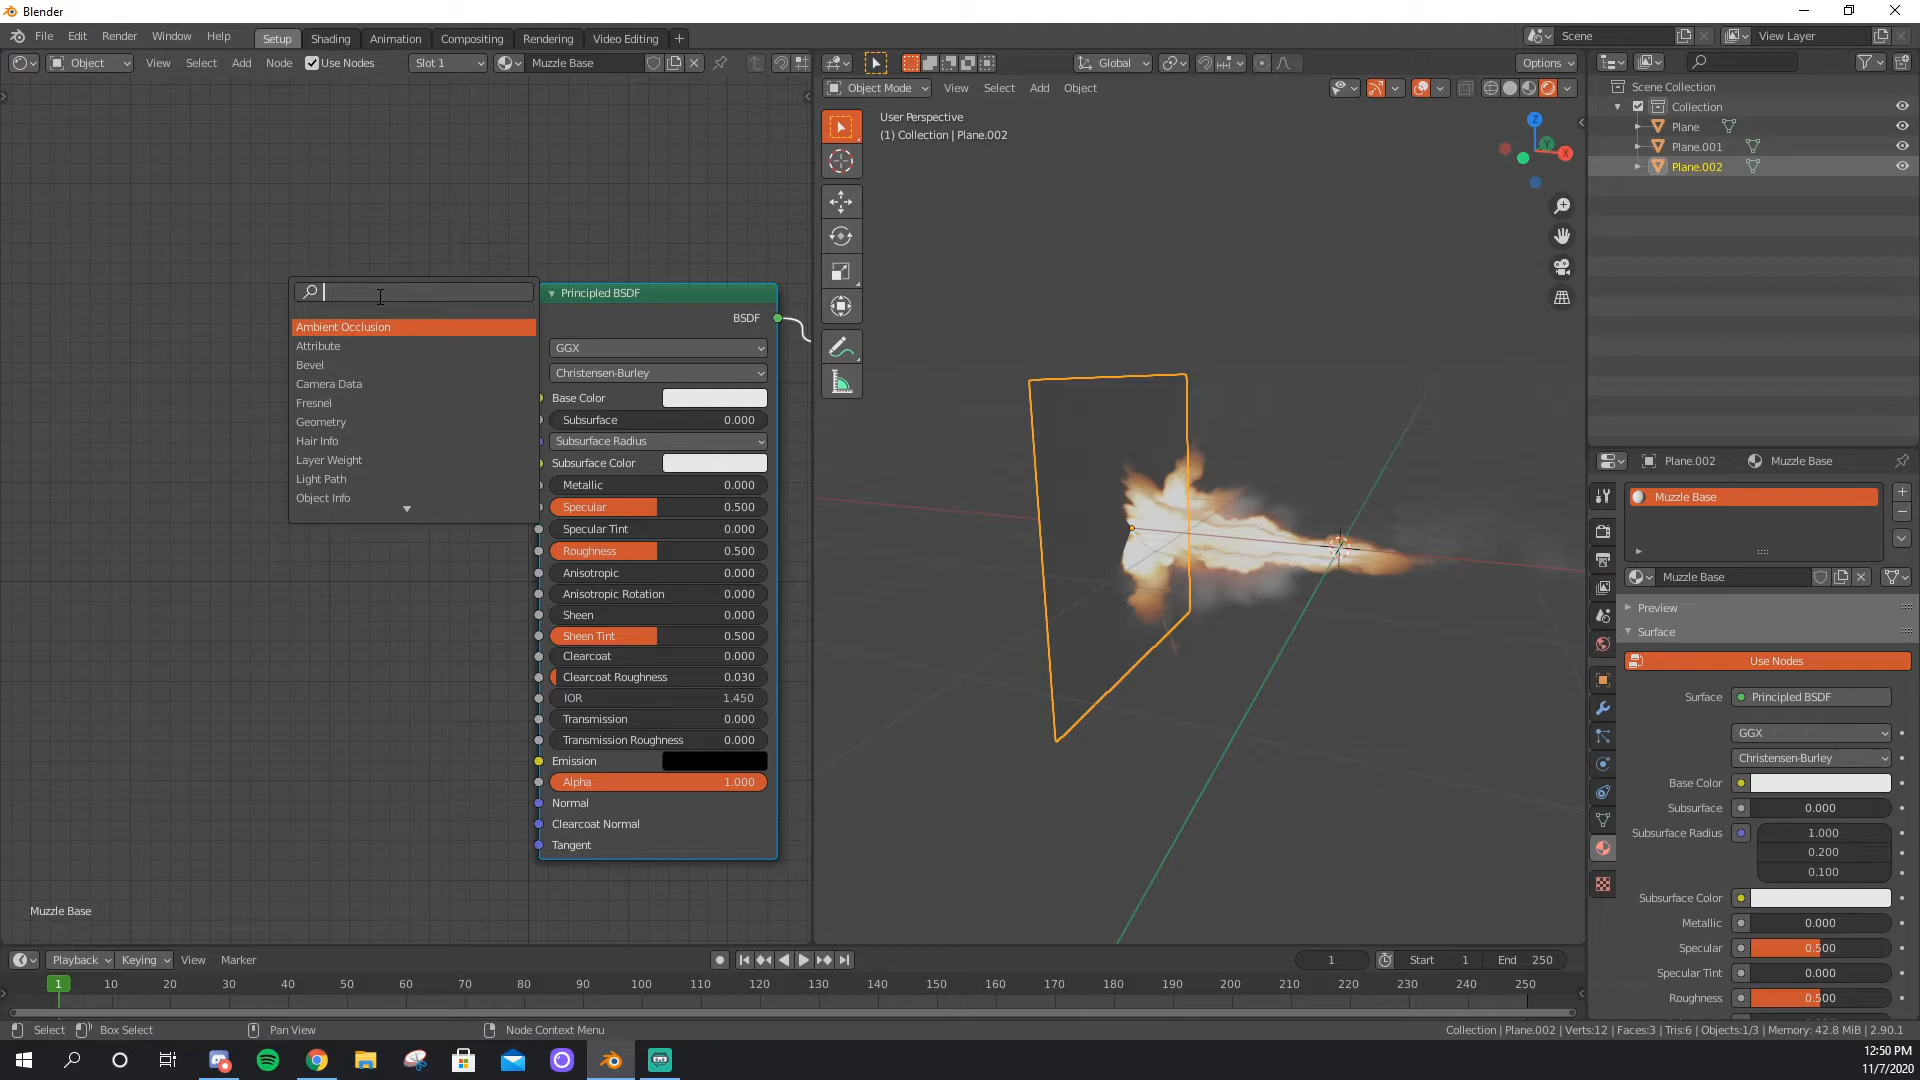 Blender
File Edit Render Window Help Setup Shading Animation Compositing Rendering Video Editing + Scene View Layer
Object View Select Add Node Use Nodes Slot 1 Muzzle Base Global Options
Object Mode View Select Add Object
User Perspective
(1) Collection | Plane.002
Z
Y
X
Scene Collection
Collection
Plane
Plane.001
Plane.002
Ambient Occlusion
Attribute
Bevel
Camera Data
Fresnel
Geometry
Hair Info
Layer Weight
Light Path
Object Info
Principled BSDF
BSDF
GGX
Christensen-Burley
Base Color
Subsurface 0.000
Subsurface Radius
Subsurface Color
Metallic 0.000
Specular 0.500
Specular Tint 0.000
Roughness 0.500
Anisotropic 0.000
Anisotropic Rotation 0.000
Sheen 0.000
Sheen Tint 0.500
Clearcoat 0.000
Clearcoat Roughness 0.030
IOR 1.450
Transmission 0.000
Transmission Roughness 0.000
Emission
Alpha 1.000
Normal
Clearcoat Normal
Tangent
Muzzle Base
Plane.002 Muzzle Base
Muzzle Base
Muzzle Base
Preview
Surface
Use Nodes
Surface Principled BSDF
GGX
Christensen-Burley
Base Color
Subsurface 0.000
Subsurface Radius 1.000
0.200
0.100
Subsurface Color
Metallic 0.000
Specular 0.500
Specular Tint 0.000
Roughness 0.500
Playback Keying View Marker 1 Start 1 End 250
1 10 20 30 40 50 60 70 80 90 100 110 120 130 140 150 160 170 180 190 200 210 220 230 240 250
Select Box Select Pan View Node Context Menu Collection | Plane.002 | Verts:12 | Faces:3 | Tris:6 | Objects:1/3 | Memory: 42.8 MiB | 2.90.1
12:50 PM
11/7/2020